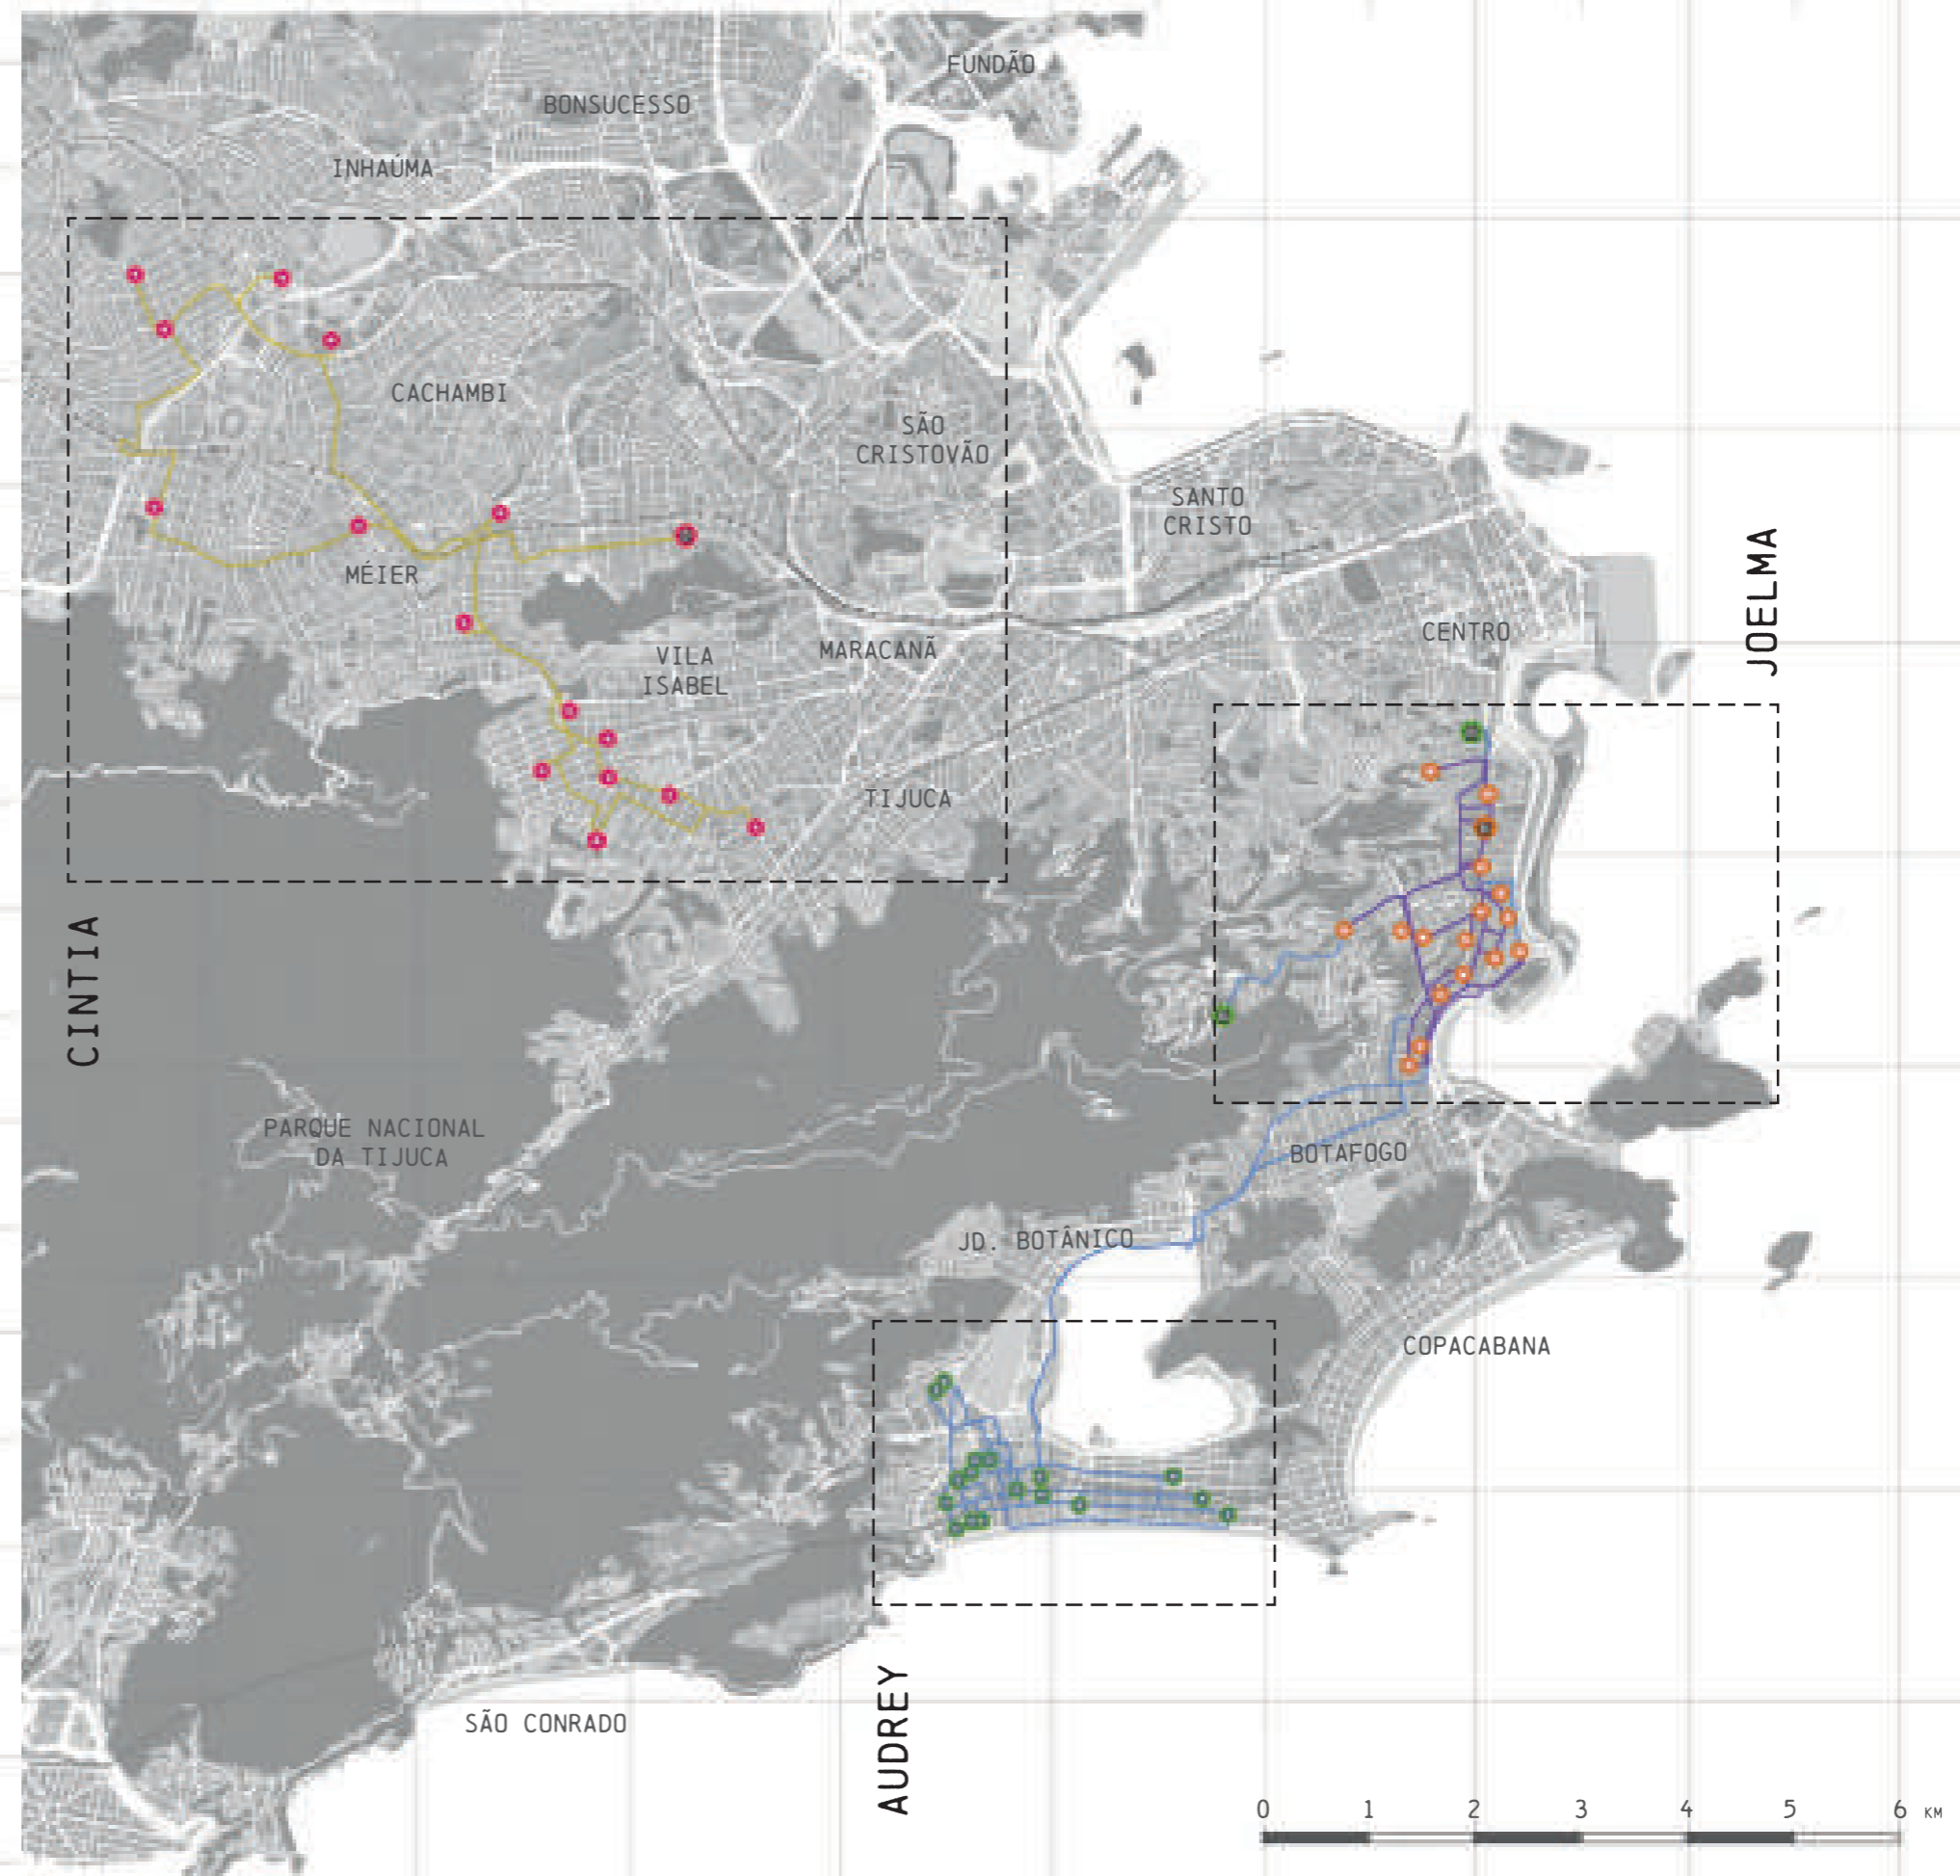 FUNDÃO
BONSUCESSO
INHAÚMA
CACHAMBI
SÃO
CRISTOVÃO
SANTO
CRISTO
JOELMA
MÉIER
CENTRO
VILA
ISABEL
MARACANÃ
TIJUCA
CINTIA
PARQUE NACIONAL
DA TIJUCA
BOTAFOGO
JD. BOTÂNICO
COPACABANA
AUDREY
SÃO CONRADO
0 1 2 3 4 5 6 KM